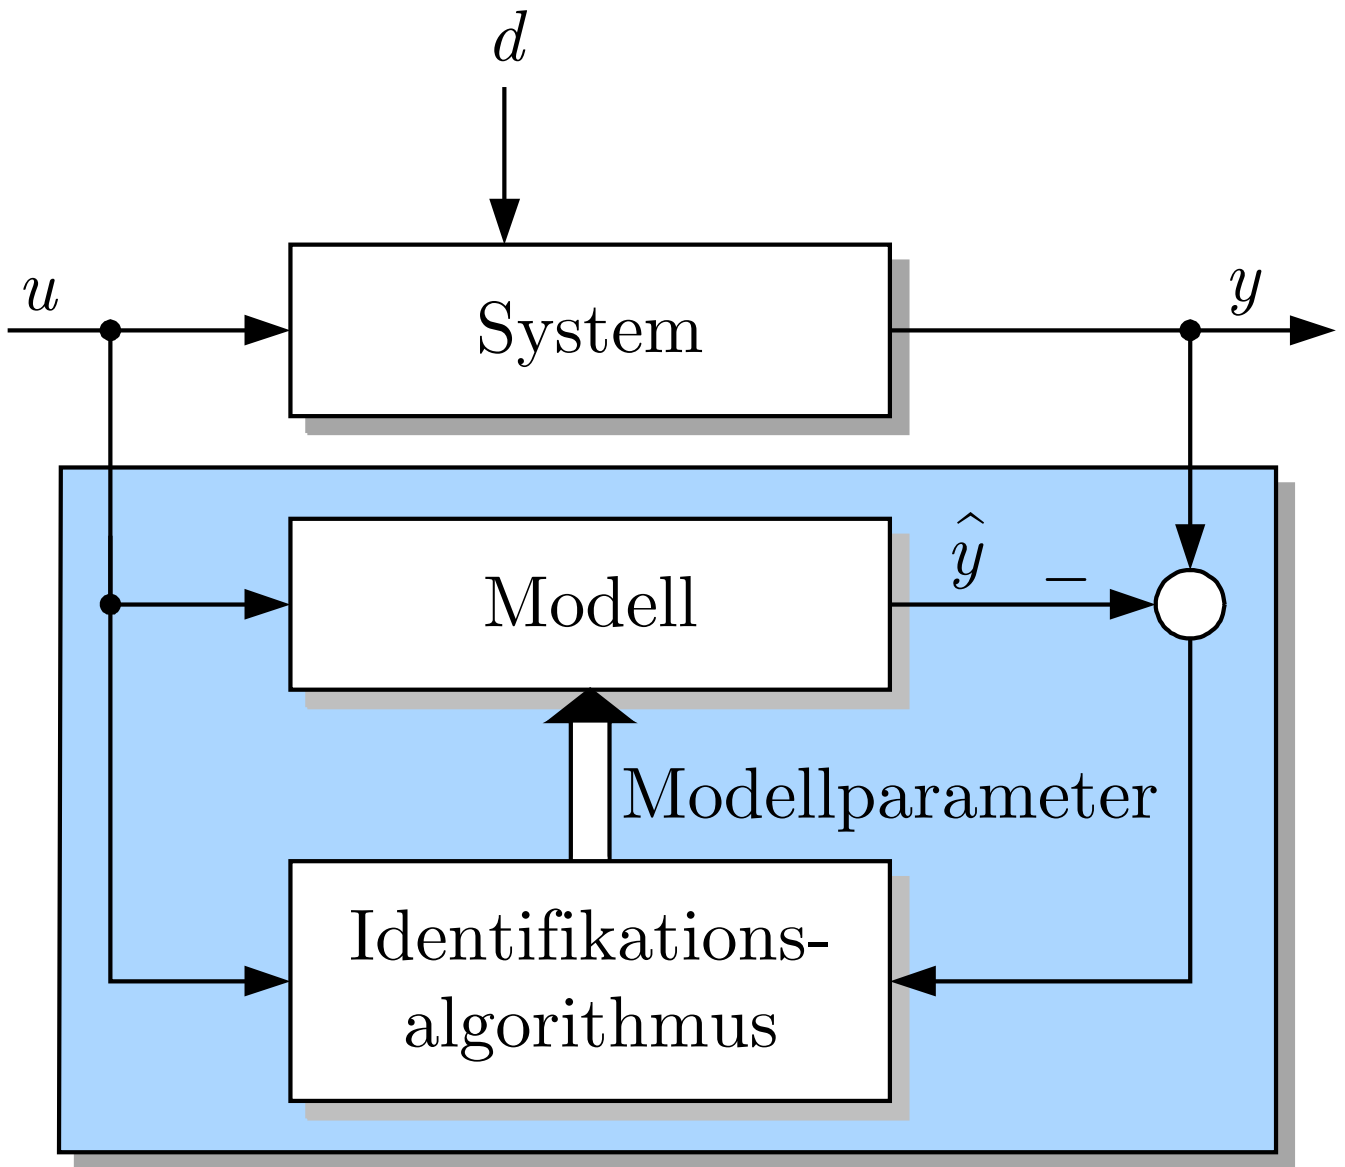 d
u
System
y
Modell
ŷ
−
Modellparameter
Identifikations-
algorithmus